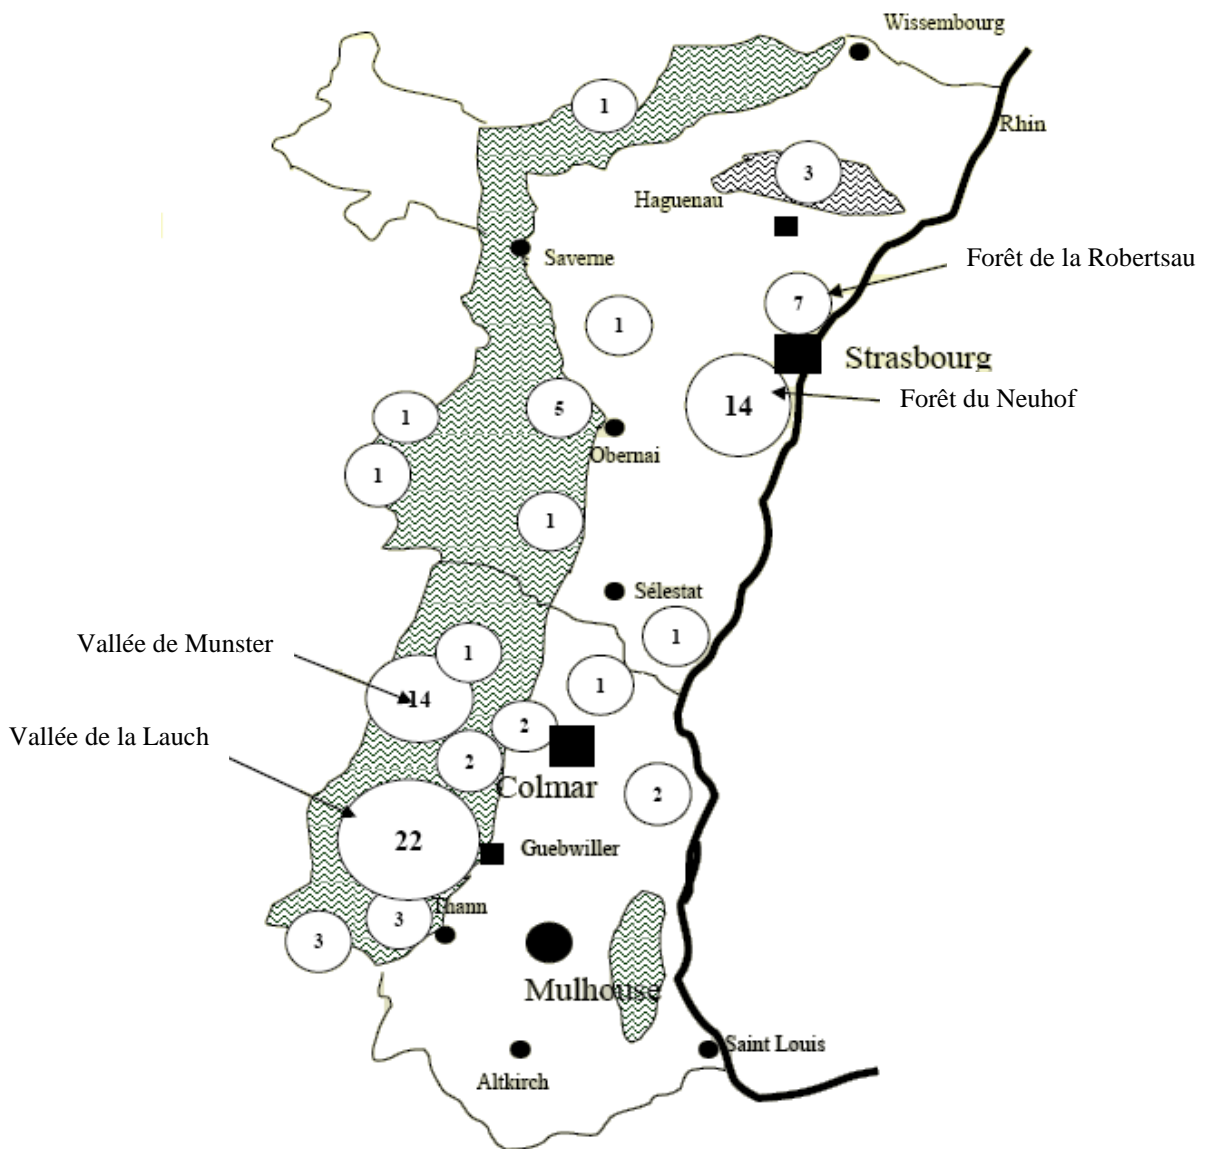 Wissembourg
1
Rhin
3
Haguenau
Saverne
Forêt de la Robertsau
7
1
Strasbourg
Forêt du Neuhof
14
1
5
Obernai
1
1
Sélestat
1
Vallée de Munster
1
1
14
2
Vallée de la Lauch
2
Colmar
2
22
Guebwiller
Thann
3
3
Mulhouse
Saint Louis
Altkirch